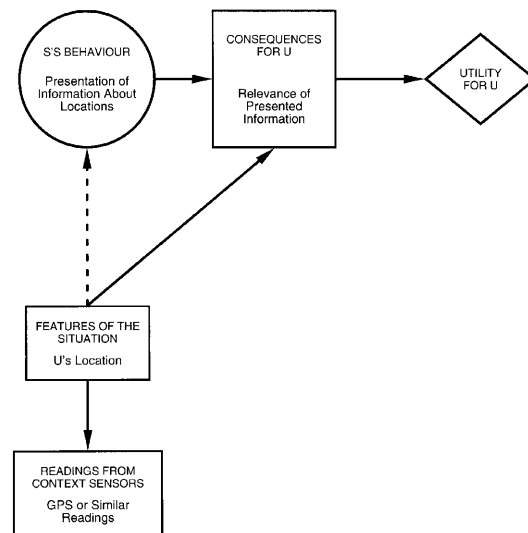 S'S BEHAVIOUR
Presentation of
Information About
Locations
CONSEQUENCES
FOR U
Relevance of
Presented
Information
UTILITY
FOR U
FEATURES OF THE
SITUATION
U's Location
READINGS FROM
CONTEXT SENSORS
GPS or Similar
Readings